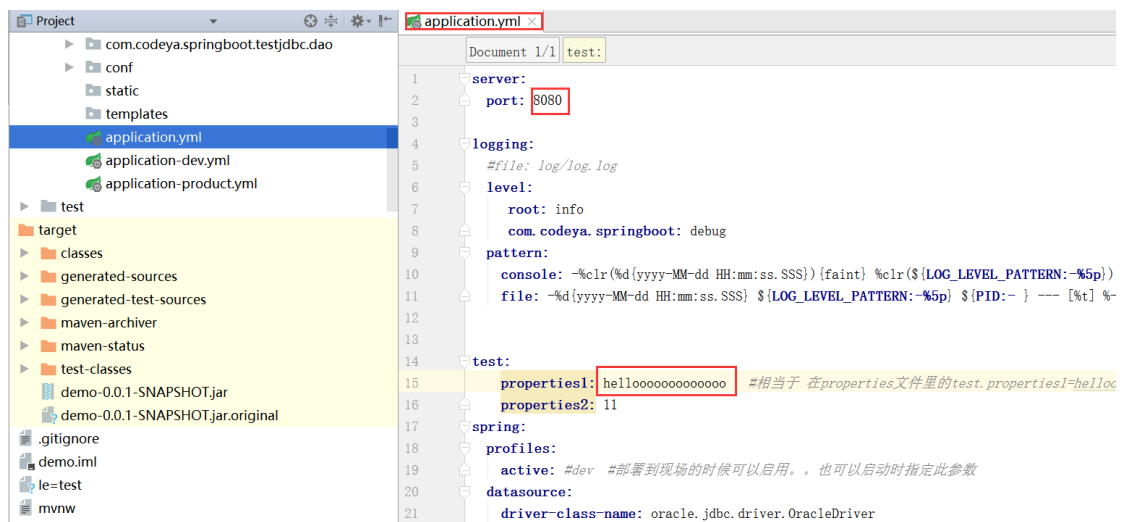 Project
com.codeya.springboot.testjdbc.dao
conf
static
templates
application.yml
application-dev.yml
application-product.yml
test
target
classes
generated-sources
generated-test-sources
maven-archiver
maven-status
test-classes
demo-0.0.1-SNAPSHOT.jar
demo-0.0.1-SNAPSHOT.jar.original
.gitignore
demo.iml
le=test
mvnw
application.yml
Document 1/1 test:
1 server:
2 port: 8080
3
4 logging:
5 #file: log/log.log
6 level:
7 root: info
8 com.codeya.springboot: debug
9 pattern:
10 console: -%clr(%d{yyyy-MM-dd HH:mm:ss.SSS}){faint} %clr(${LOG_LEVEL_PATTERN:-%5p})
11 file: -%d{yyyy-MM-dd HH:mm:ss.SSS} ${LOG_LEVEL_PATTERN:-%5p} ${PID:- } --- [%t] %-
12
13
14 test:
15 properties1: hellooooooooooooo #相当于 在properties文件里的test.properties1=helloo
16 properties2: 11
17 spring:
18 profiles:
19 active: #dev #部署到现场的时候可以启用。。也可以启动时指定此参数
20 datasource:
21 driver-class-name: oracle.jdbc.driver.OracleDriver